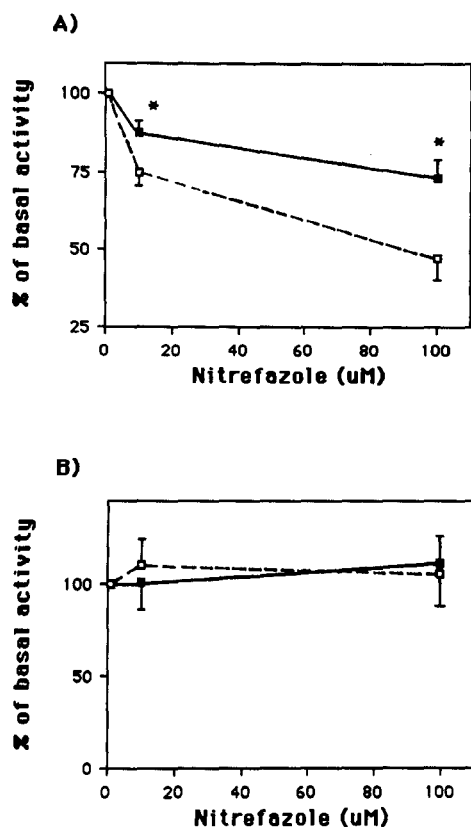 A)
% of basal activity
100
75
50
25
*
*
0 20 40 60 80 100
Nitrefazole (uM)
B)
% of basal activity
100
50
0
0 20 40 60 80 100
Nitrefazole (uM)